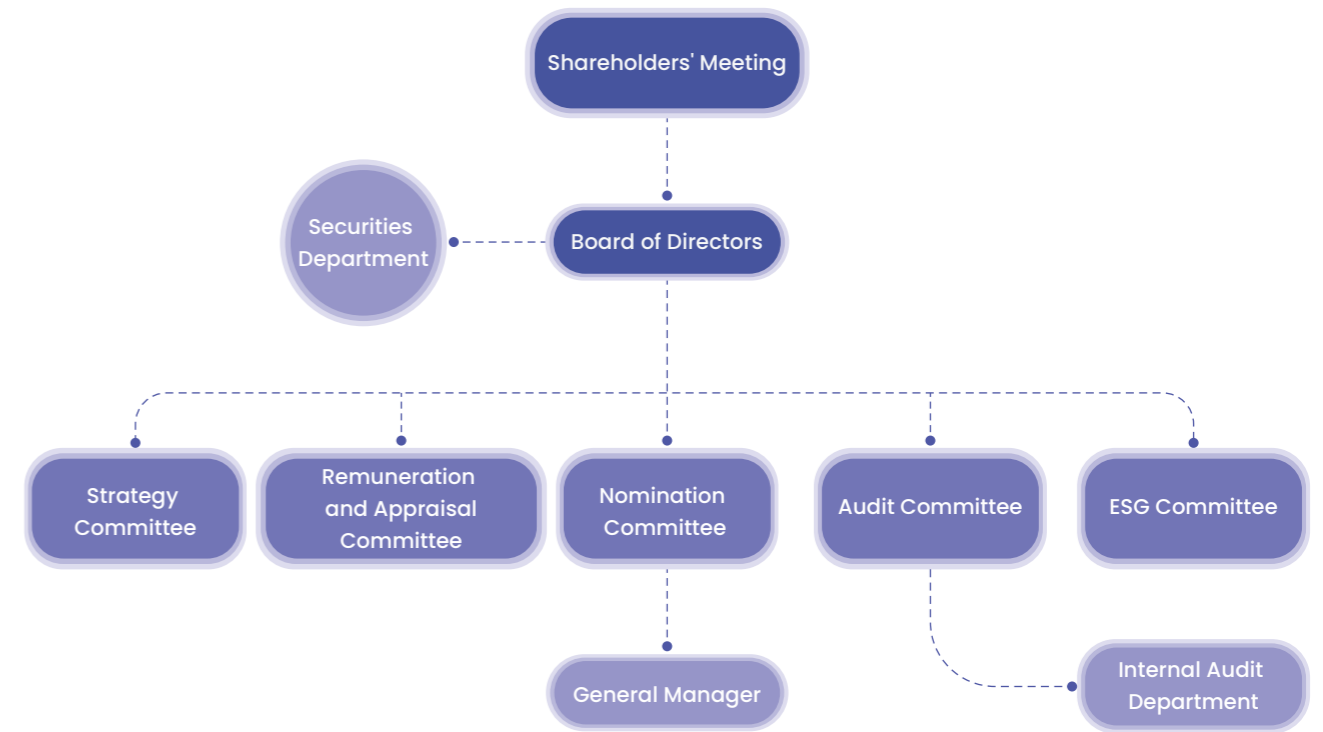 Shareholders' Meeting
Securities
Department
Board of Directors
Strategy
Committee
Remuneration
and Appraisal
Committee
Nomination
Committee
Audit Committee
ESG Committee
General Manager
Internal Audit
Department